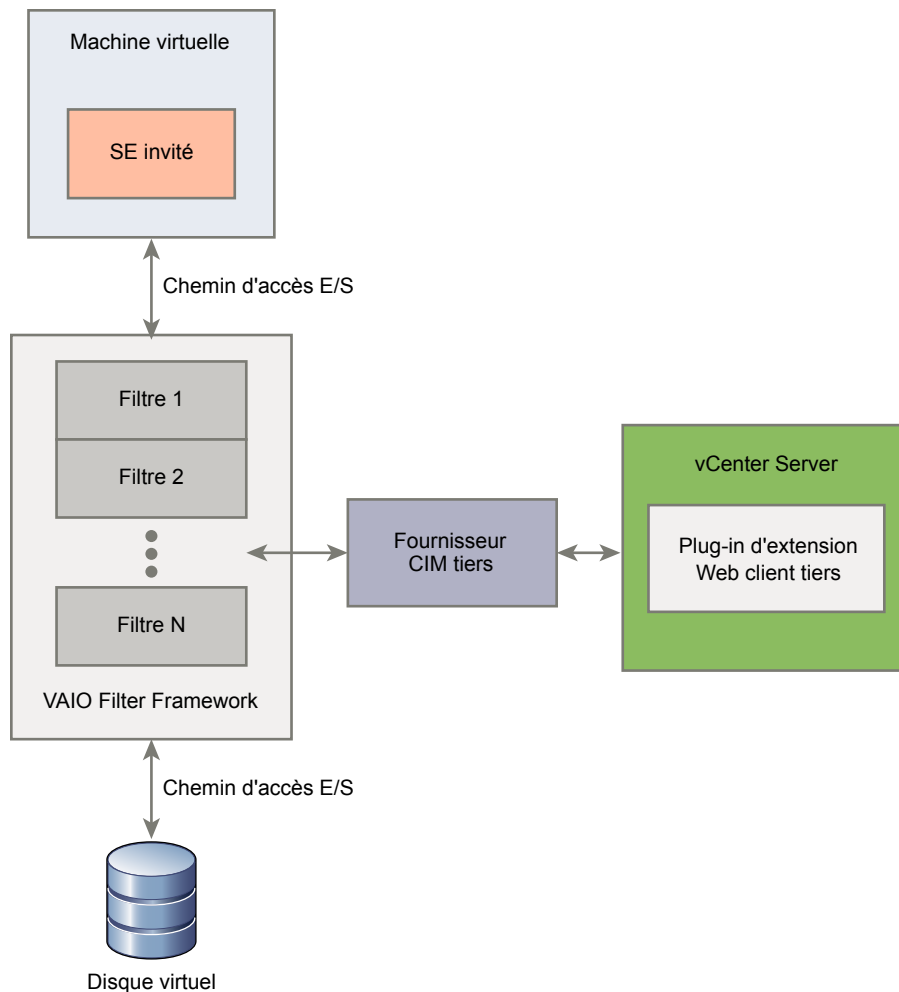 Machine virtuelle
SE invité
Chemin d'accès E/S
Filtre 1
Filtre 2
Filtre N
VAIO Filter Framework
Fournisseur
CIM tiers
vCenter Server
Plug-in d'extension
Web client tiers
Chemin d'accès E/S
Disque virtuel